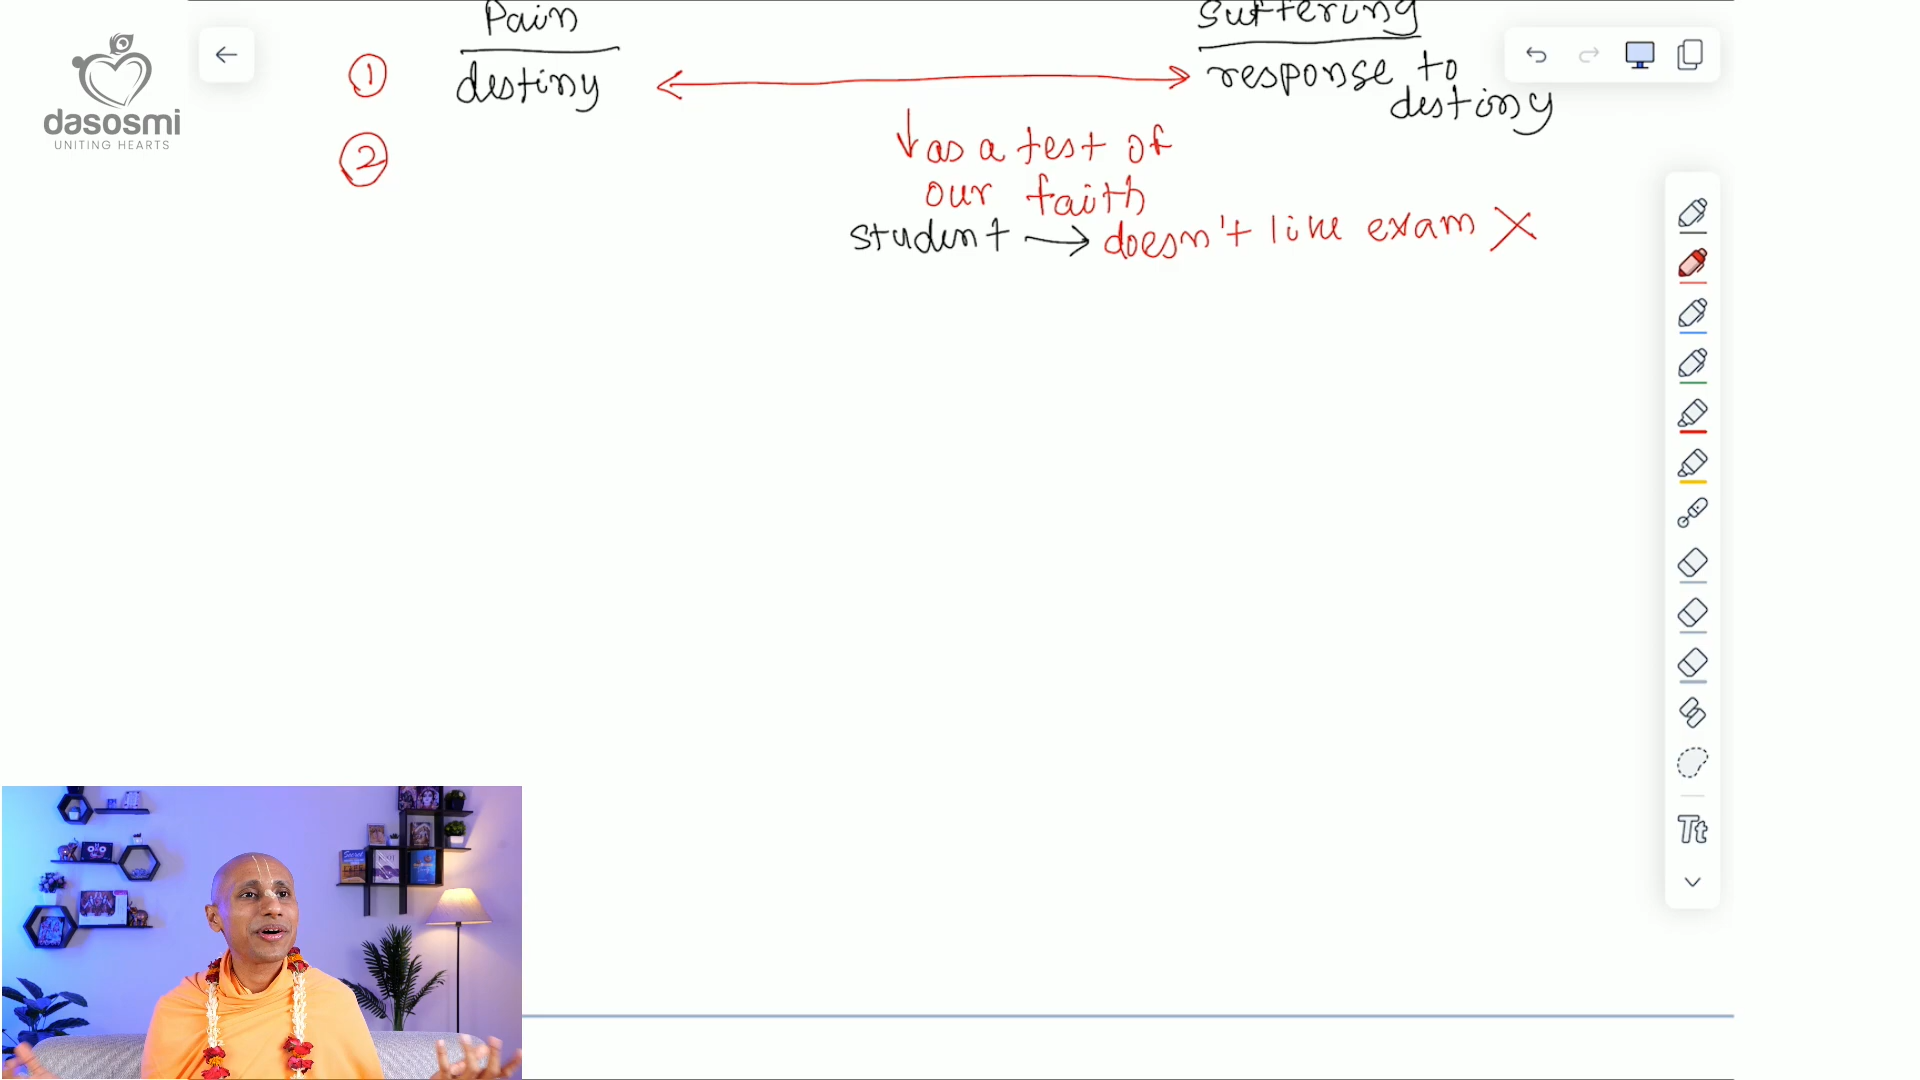 Pain
Suffering
① destiny
response to
destiny
dasosmi
UNITING HEARTS
②
↓ as a test of
our faith
student → doesn't like exam X
Tt